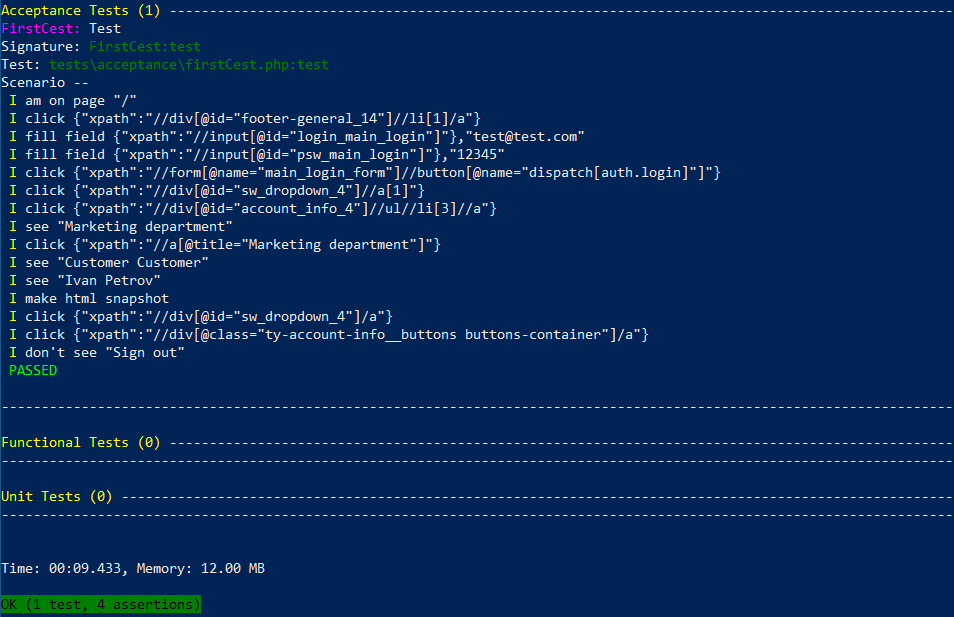 Acceptance Tests (1) --------------------------------------------------------------------------------------------------
FirstCest: Test
Signature: FirstCest:test
Test: tests\acceptance\firstCest.php:test
Scenario --
 I am on page "/"
 I click {"xpath":"//div[@id="footer-general_14"]//li[1]/a"}
 I fill field {"xpath":"//input[@id="login_main_login"]"},"test@test.com"
 I fill field {"xpath":"//input[@id="psw_main_login"]"},"12345"
 I click {"xpath":"//form[@name="main_login_form"]//button[@name="dispatch[auth.login]"]"}
 I click {"xpath":"//div[@id="sw_dropdown_4"]//a[1]"}
 I click {"xpath":"//div[@id="account_info_4"]//ul//li[3]//a"}
 I see "Marketing department"
 I click {"xpath":"//a[@title="Marketing department"]"}
 I see "Customer Customer"
 I see "Ivan Petrov"
 I make html snapshot
 I click {"xpath":"//div[@id="sw_dropdown_4"]/a"}
 I click {"xpath":"//div[@class="ty-account-info__buttons buttons-container"]/a"}
 I don't see "Sign out"
 PASSED
-----------------------------------------------------------------------------------------------------------------------
Functional Tests (0) --------------------------------------------------------------------------------------------------
-----------------------------------------------------------------------------------------------------------------------
Unit Tests (0) --------------------------------------------------------------------------------------------------------
-----------------------------------------------------------------------------------------------------------------------
Time: 00:09.433, Memory: 12.00 MB
OK (1 test, 4 assertions)